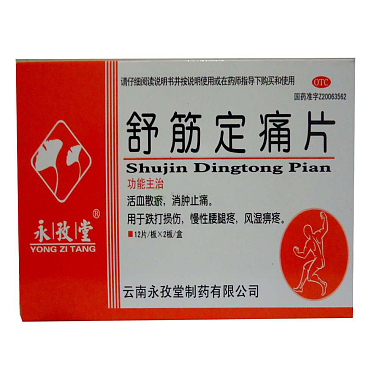 请仔细阅读说明书并按说明使用或在药师指导下购买和使用
OTC
国药准字Z20063562
舒筋定痛片
Shujin Dingtong Pian
功能主治
活血散瘀，消肿止痛。
用于跌打损伤，慢性腰腿疼，风湿痹疼。
■12片/板×2板/盒
永孜堂®
YONG ZI TANG
云南永孜堂制药有限公司